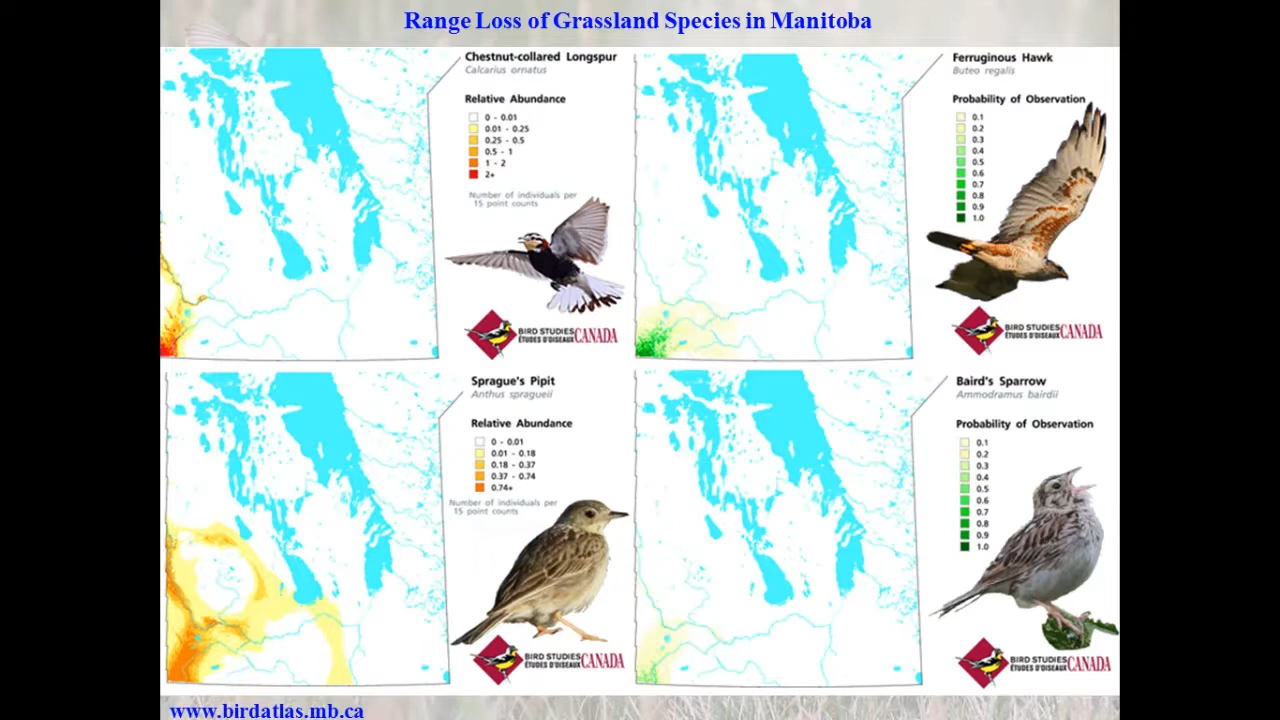 Range Loss of Grassland Species in Manitoba
Chestnut-collared Longspur
Calcarius ornatus
Relative Abundance
0 - 0.01
0.01 - 0.25
0.25 - 0.5
0.5 - 1
1 - 2
2+
Number of individuals per
15 point counts
BIRD STUDIES
ÉTUDES D'OISEAUX CANADA
Ferruginous Hawk
Buteo regalis
Probability of Observation
0.1
0.2
0.3
0.4
0.5
0.6
0.7
0.8
0.9
1.0
BIRD STUDIES
ÉTUDES D'OISEAUX CANADA
Sprague's Pipit
Anthus spragueii
Relative Abundance
0 - 0.01
0.01 - 0.18
0.18 - 0.37
0.37 - 0.74
0.74+
Number of individuals per
15 point counts
BIRD STUDIES
ÉTUDES D'OISEAUX CANADA
Baird's Sparrow
Ammodramus bairdii
Probability of Observation
0.1
0.2
0.3
0.4
0.5
0.6
0.7
0.8
0.9
1.0
BIRD STUDIES
ÉTUDES D'OISEAUX CANADA
www.birdatlas.mb.ca